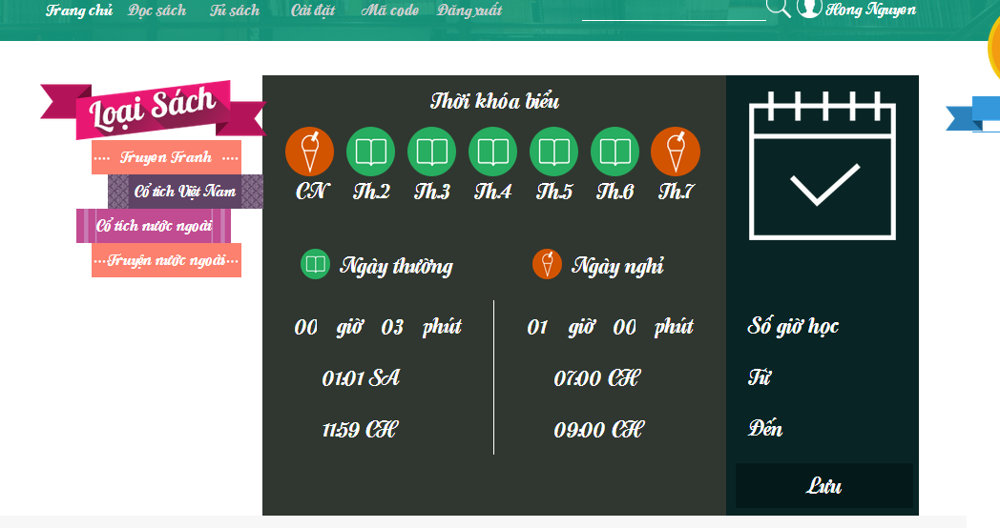 Trang chủ Đọc sách Tủ sách Cài đặt Mã code Đăng xuất Hong Nguyen
Loại Sách
Truyen Tranh
Cổ tich Việt Nam
Cổ tích nước ngoài
Truyện nước ngoài
Thời khóa biểu
CN Th.2 Th.3 Th.4 Th.5 Th.6 Th.7
Ngày thường Ngày nghỉ
00 giờ 03 phút 01 giờ 00 phút Số giờ học
01:01 SA 07:00 CH Từ
11:59 CH 09:00 CH Đến
Lưu